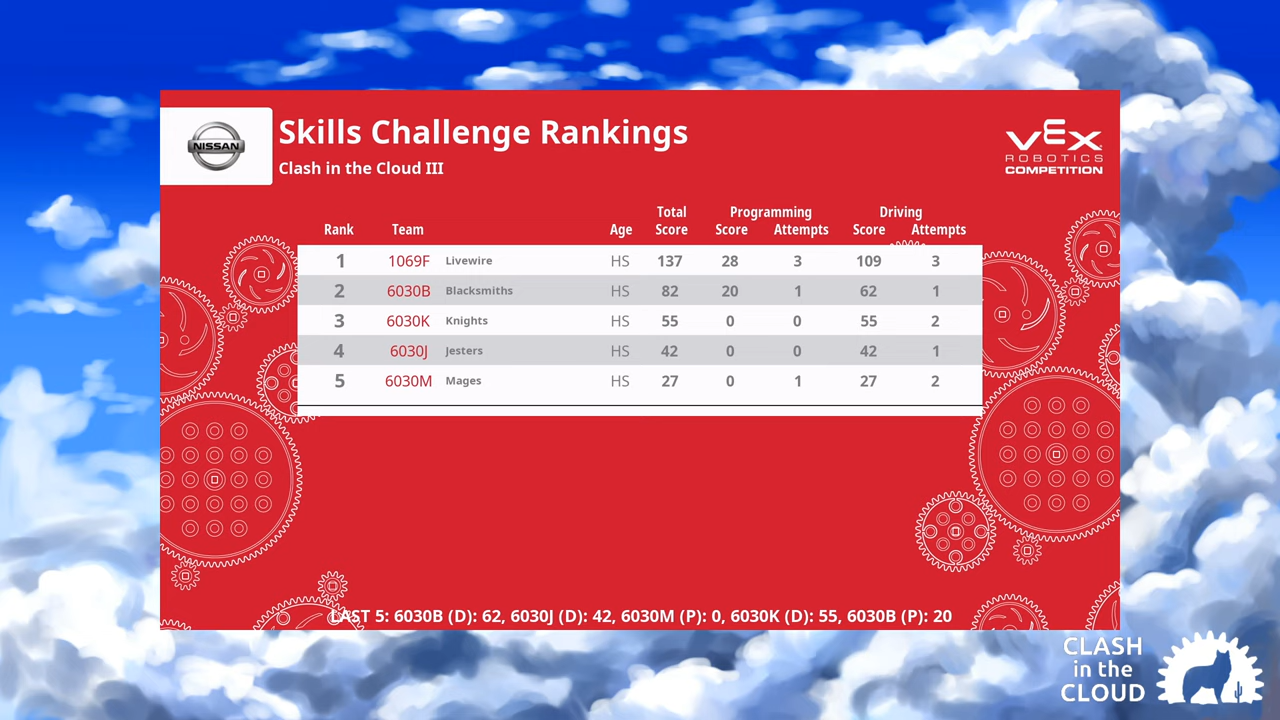 NISSAN
Skills Challenge Rankings
Clash in the Cloud III
VEX
ROBOTICS
COMPETITION
Total Programming Driving
Rank Team Age Score Score Attempts Score Attempts
1 1069F Livewire HS 137 28 3 109 3
2 6030B Blacksmiths HS 82 20 1 62 1
3 6030K Knights HS 55 0 0 55 2
4 6030J Jesters HS 42 0 0 42 1
5 6030M Mages HS 27 0 1 27 2
LAST 5: 6030B (D): 62, 6030J (D): 42, 6030M (P): 0, 6030K (D): 55, 6030B (P): 20
CLASH
in the
CLOUD